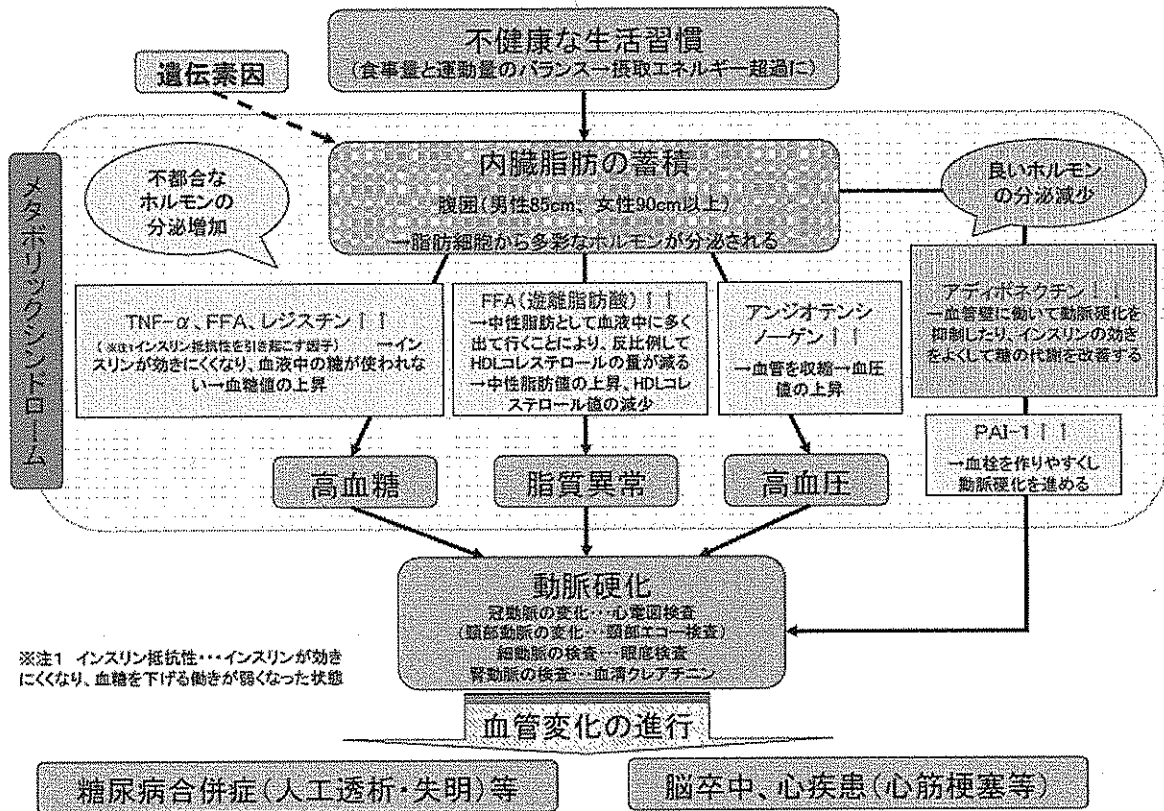 不健康な生活習慣
(食事量と運動量のバランス→摂取エネルギー超過に)
遺伝素因
メタボリックシンドローム
不都合な
ホルモンの
分泌増加
内臓脂肪の蓄積
腹囲(男性85cm、女性90cm以上)
→脂肪細胞から多彩なホルモンが分泌される
良いホルモン
の分泌減少
TNF-α、FFA、レジスチン↑↑
(※注1インスリン抵抗性を引き起こす因子) →イン
スリンが効きにくくなり、血液中の糖が使われな
い→血糖値の上昇
FFA(遊離脂肪酸)↑↑
→中性脂肪として血液中に多く
出て行くことにより、反比例して
HDLコレステロールの量が減る
→中性脂肪値の上昇、HDLコレ
ステロール値の減少
アンジオテンシ
ノーゲン↑↑
→血管を収縮→血圧
値の上昇
アディポネクチン↓↓
→血管壁に働いて動脈硬化を
抑制したり、インスリンの効き
をよくして糖の代謝を改善する
PAI-1↑↑
→血栓を作りやすくし
動脈硬化を進める
高血糖
脂質異常
高血圧
動脈硬化
冠動脈の変化…心電図検査
(頸部動脈の変化…頸部エコー検査)
細動脈の検査…眼底検査
腎動脈の検査…血清クレアチニン
※注1 インスリン抵抗性・・・インスリンが効き
にくくなり、血糖を下げる働きが弱くなった状態
血管変化の進行
糖尿病合併症(人工透析・失明)等
脳卒中、心疾患(心筋梗塞等)